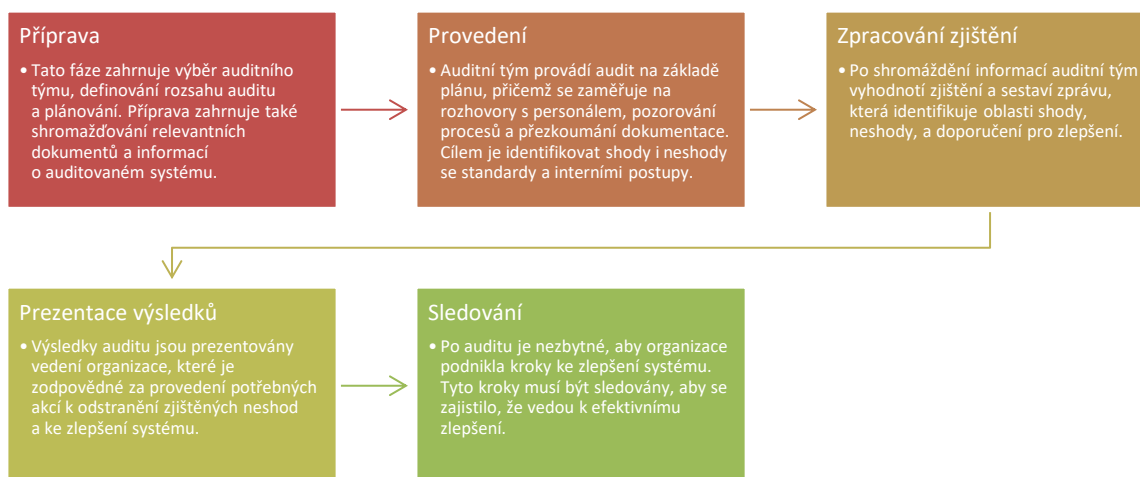 Příprava
• Tato fáze zahrnuje výběr auditního
týmu, definování rozsahu auditu
a plánování. Příprava zahrnuje také
shromažďování relevantních
dokumentů a informací
o auditovaném systému.
Provedení
• Auditní tým provádí audit na základě
plánu, přičemž se zaměřuje na
rozhovory s personálem, pozorování
procesů a přezkoumání dokumentace.
Cílem je identifikovat shody i neshody
se standardy a interními postupy.
Zpracování zjištění
• Po shromáždění informací auditní tým
vyhodnotí zjištění a sestaví zprávu,
která identifikuje oblasti shody,
neshody, a doporučení pro zlepšení.
Prezentace výsledků
• Výsledky auditu jsou prezentovány
vedení organizace, které je
zodpovědné za provedení potřebných
akcí k odstranění zjištěných neshod
a ke zlepšení systému.
Sledování
• Po auditu je nezbytné, aby organizace
podnikla kroky ke zlepšení systému.
Tyto kroky musí být sledovány, aby se
zajistilo, že vedou k efektivnímu
zlepšení.